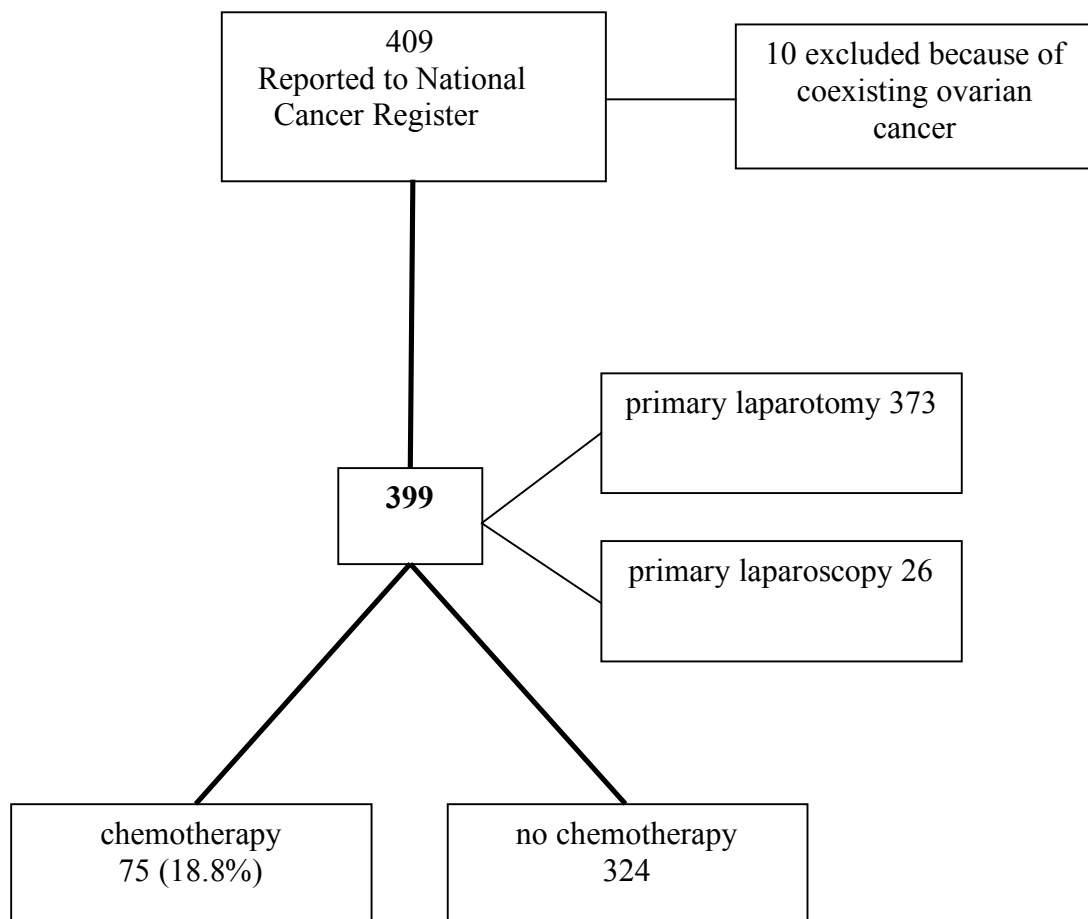 409
Reported to National
Cancer Register
10 excluded because of
coexisting ovarian
cancer
primary laparotomy 373
399
primary laparoscopy 26
chemotherapy
75 (18.8%)
no chemotherapy
324